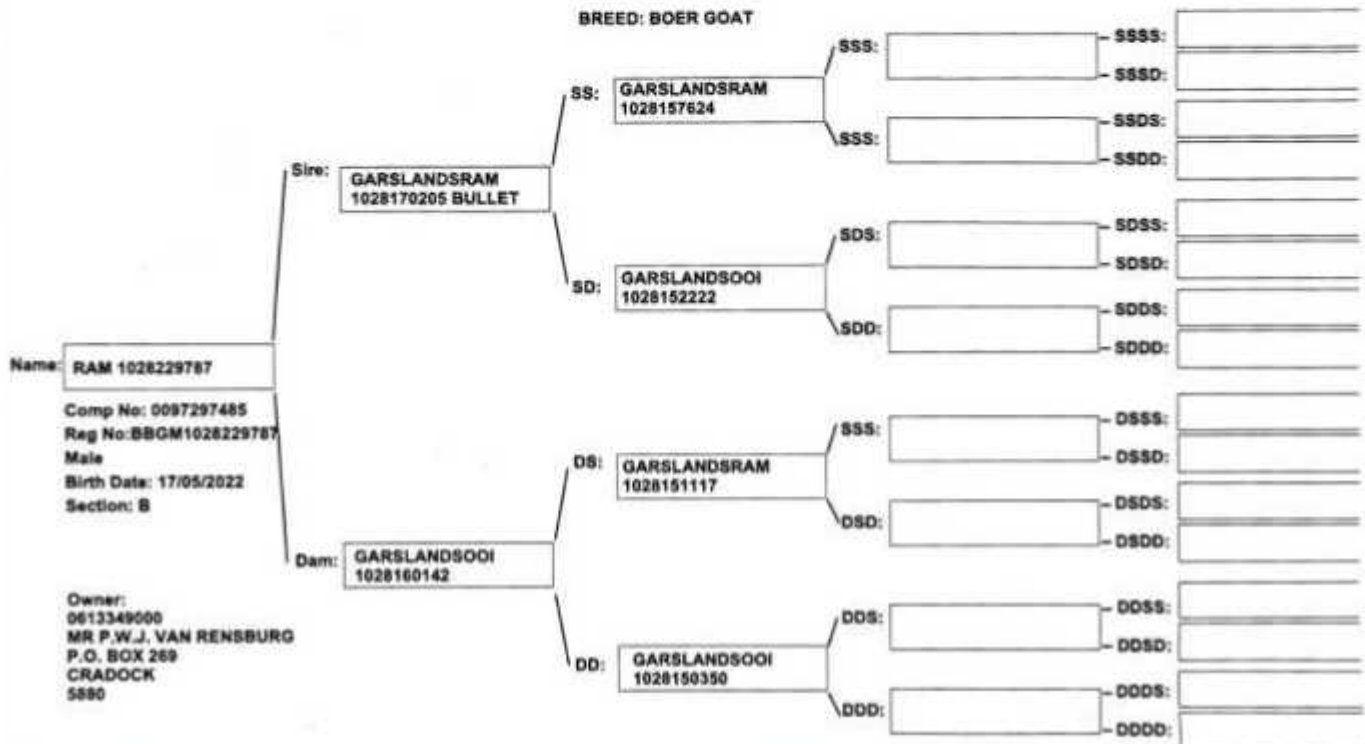 BREED: BOER GOAT
Name: RAM 1028229787
Comp No: 0097297485
Reg No:BBGM1028229787
Male
Birth Date: 17/05/2022
Section: B
Owner:
0613349000
MR P.W.J. VAN RENSBURG
P.O. BOX 269
CRADOCK
5880
Sire: GARSLANDSRAM
1028170205 BULLET
Dam: GARSLANDSOOI
1028160142
SS: GARSLANDSRAM
1028157624
SD: GARSLANDSOOI
1028152222
DS: GARSLANDSRAM
1028151117
DD: GARSLANDSOOI
1028150350
SSS:
SSS:
SDS:
SDD:
SSS:
DSD:
DDS:
DDD:
SSSS:
SSSD:
SSDS:
SSDD:
SDSS:
SDSD:
SDDS:
SDDD:
DSSS:
DSSD:
DSDS:
DSDD:
DDSS:
DDSD:
DDDS:
DDDD: